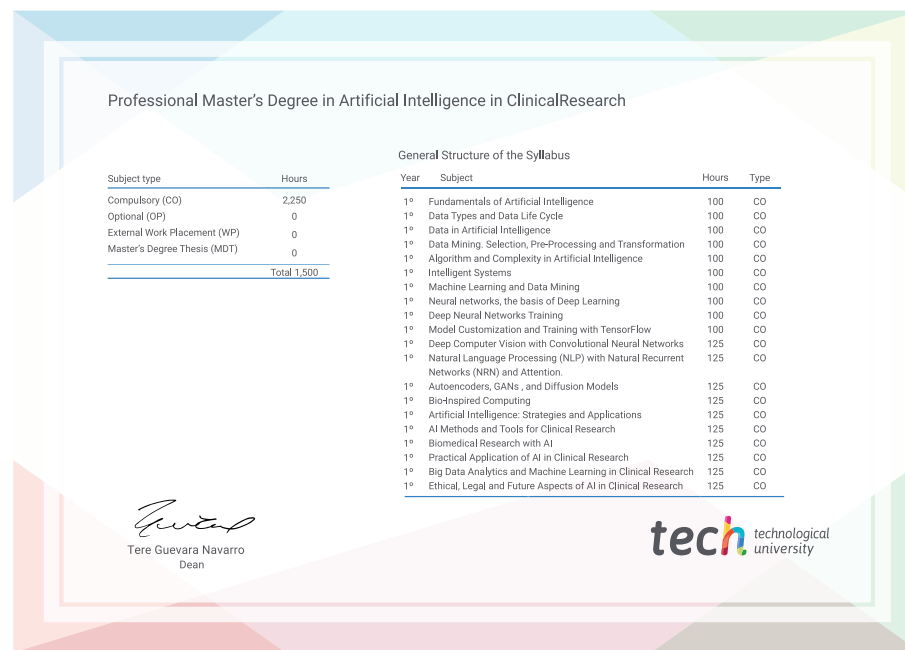 Professional Master's Degree in Artificial Intelligence in ClinicalResearch
General Structure of the Syllabus
Subject type Hours
Compulsory (CO) 2,250
Optional (OP) 0
External Work Placement (WP) 0
Master's Degree Thesis (MDT) 0
Total 1,500
Year Subject Hours Type
1º Fundamentals of Artificial Intelligence 100 CO
1º Data Types and Data Life Cycle 100 CO
1º Data in Artificial Intelligence 100 CO
1º Data Mining. Selection, Pre-Processing and Transformation 100 CO
1º Algorithm and Complexity in Artificial Intelligence 100 CO
1º Intelligent Systems 100 CO
1º Machine Learning and Data Mining 100 CO
1º Neural networks, the basis of Deep Learning 100 CO
1º Deep Neural Networks Training 100 CO
1º Model Customization and Training with TensorFlow 100 CO
1º Deep Computer Vision with Convolutional Neural Networks 125 CO
1º Natural Language Processing (NLP) with Natural Recurrent 125 CO
Networks (NRN) and Attention.
1º Autoencoders, GANs , and Diffusion Models 125 CO
1º Bio-Inspired Computing 125 CO
1º Artificial Intelligence: Strategies and Applications 125 CO
1º AI Methods and Tools for Clinical Research 125 CO
1º Biomedical Research with AI 125 CO
1º Practical Application of AI in Clinical Research 125 CO
1º Big Data Analytics and Machine Learning in Clinical Research 125 CO
1º Ethical, Legal and Future Aspects of AI in Clinical Research 125 CO
Tere Guevara Navarro
Dean
tech technological
university